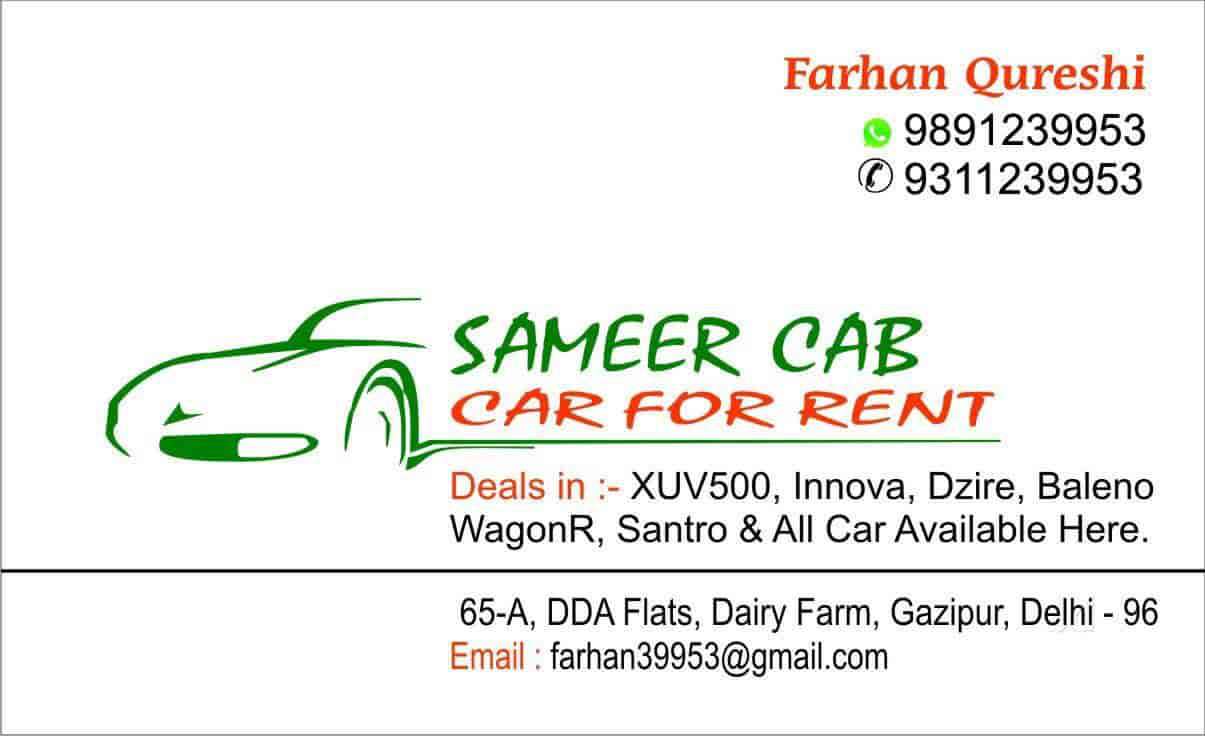 Farhan Qureshi
9891239953
9311239953
SAMEER CAB
CAR FOR RENT
Deals in :- XUV500, Innova, Dzire, Baleno
WagonR, Santro & All Car Available Here.
65-A, DDA Flats, Dairy Farm, Gazipur, Delhi - 96
Email : farhan39953@gmail.com